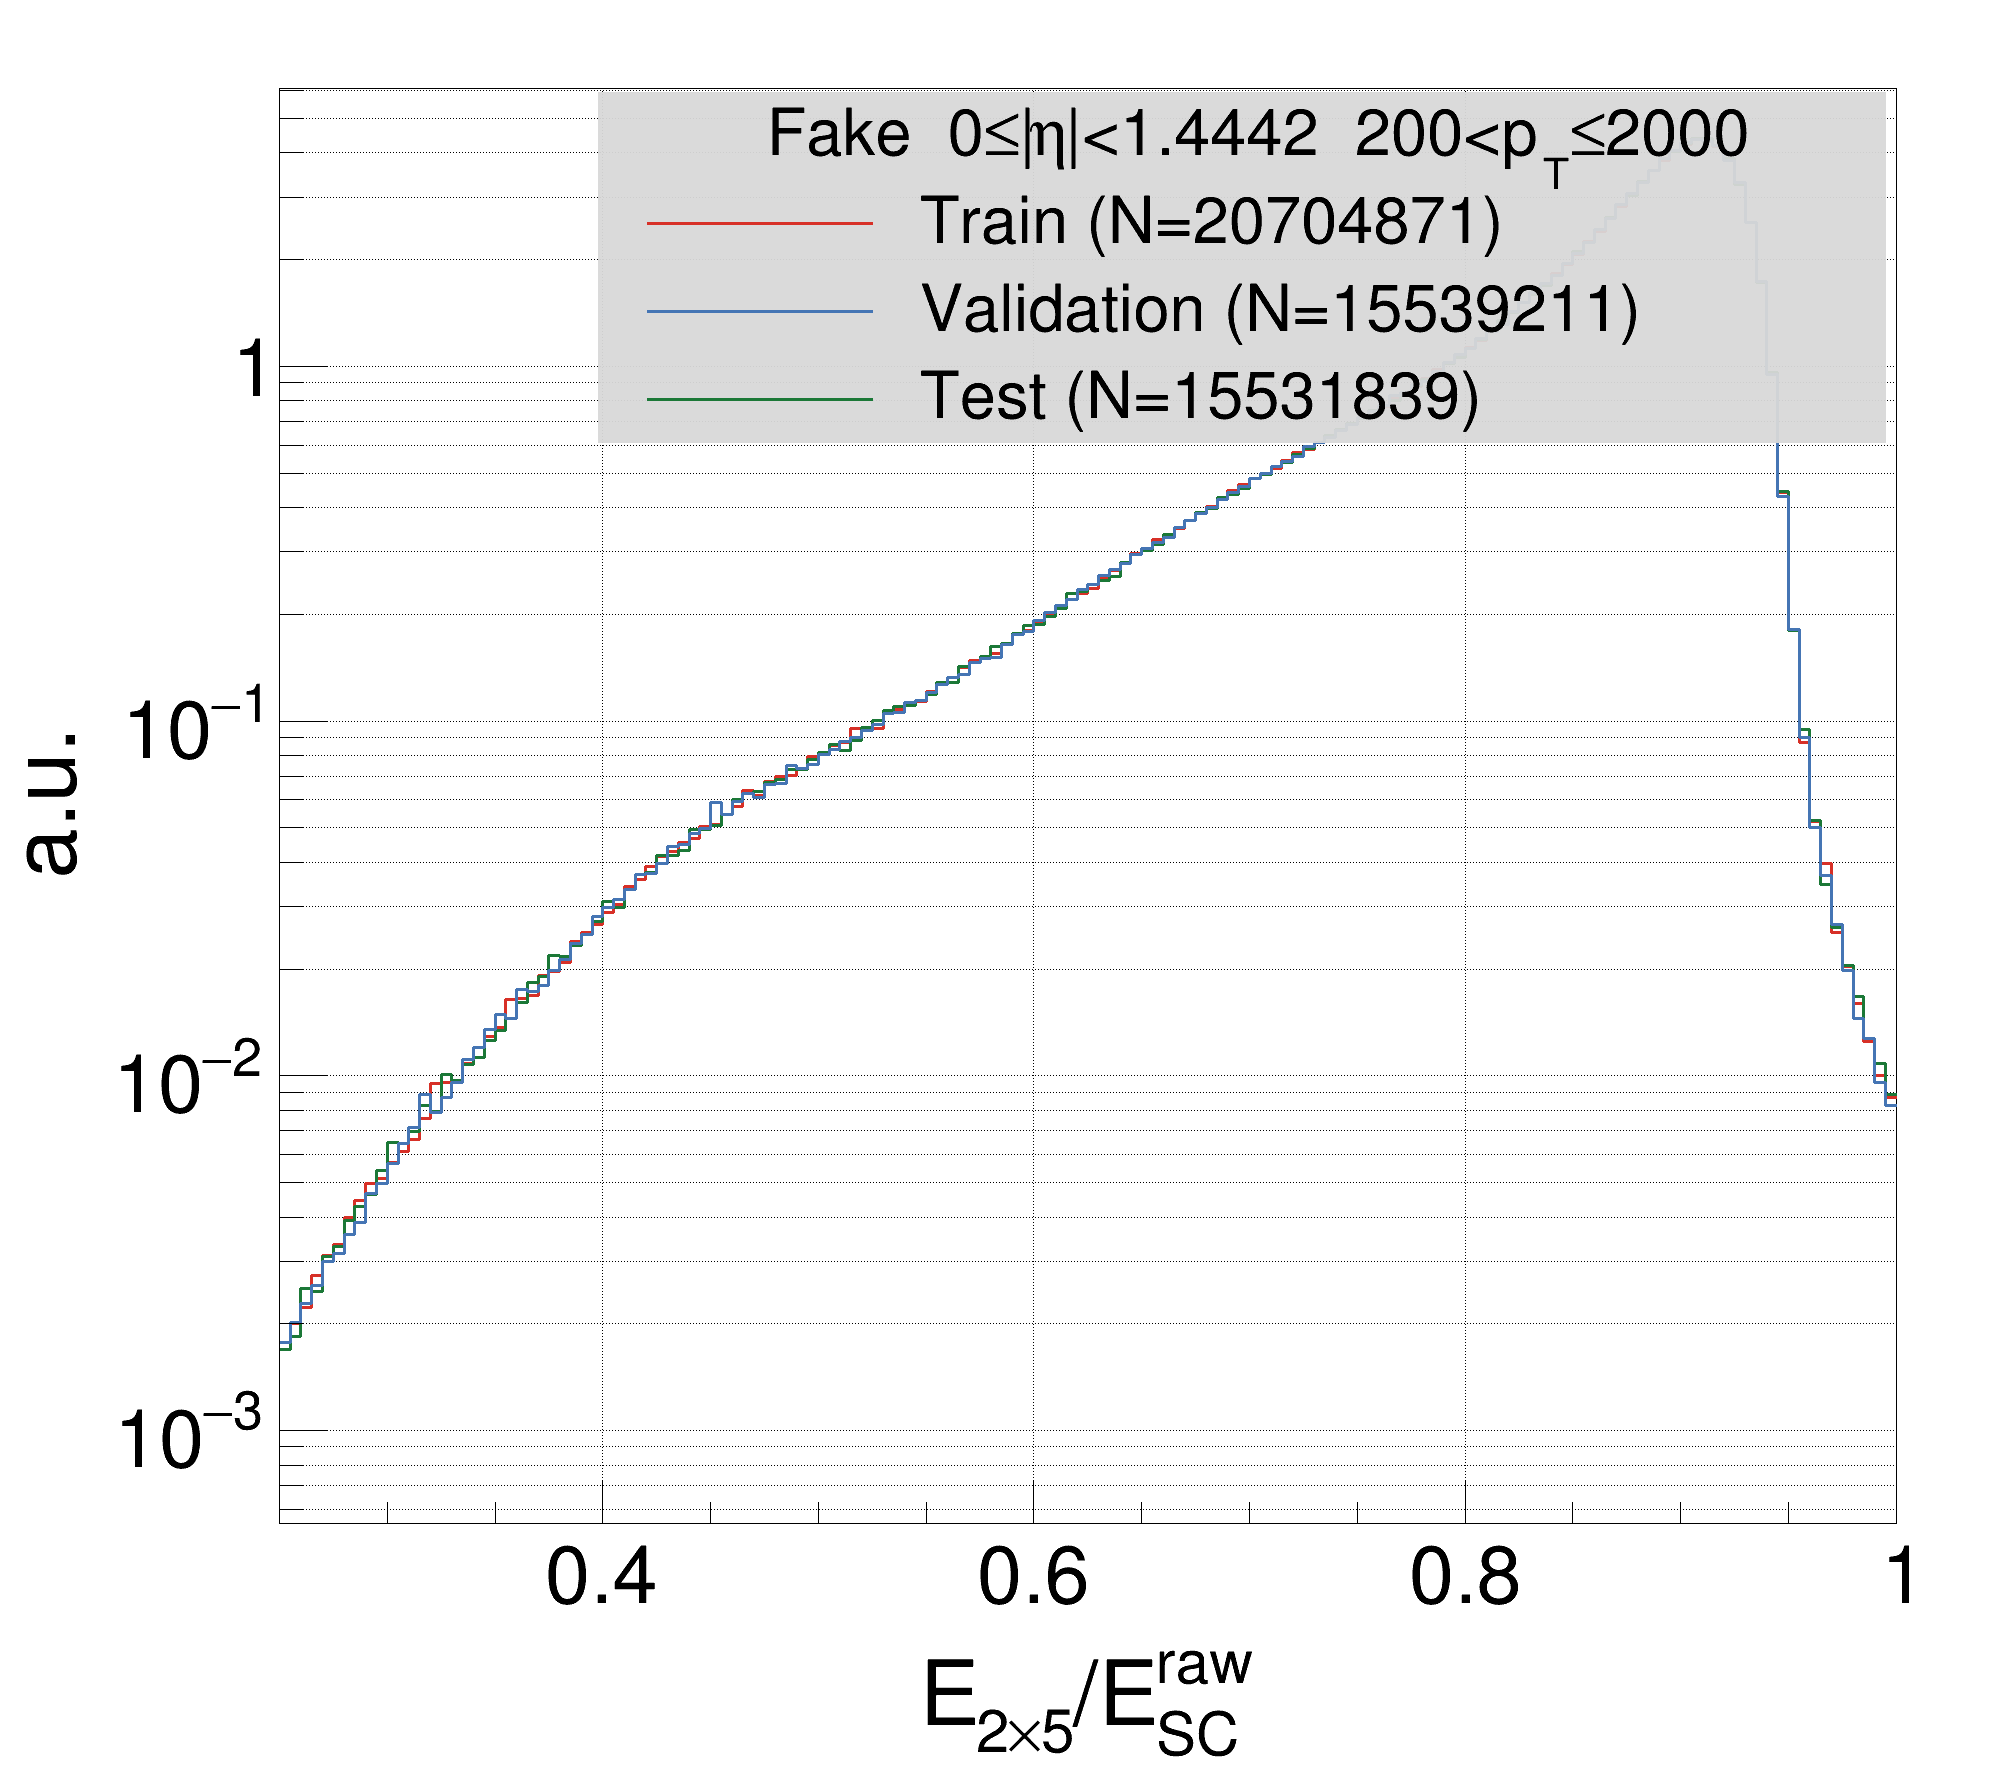 Fake 0≤|η|<1.4442 200<p_T≤2000
Train (N=20704871)
Validation (N=15539211)
Test (N=15531839)
1
10^−1
10^−2
10^−3
a.u.
0.4 0.6 0.8 1
E_2×5/E_SC^raw